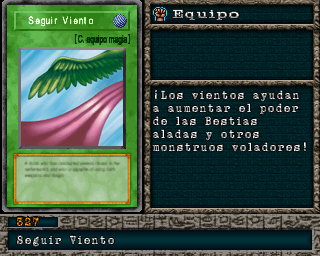 Seguir Viento
[C. equipo magia]
Equipo
¡Los vientos ayudan
a aumentar el poder
de las Bestias
aladas y otros
monstruos voladores!
327
Seguir Viento